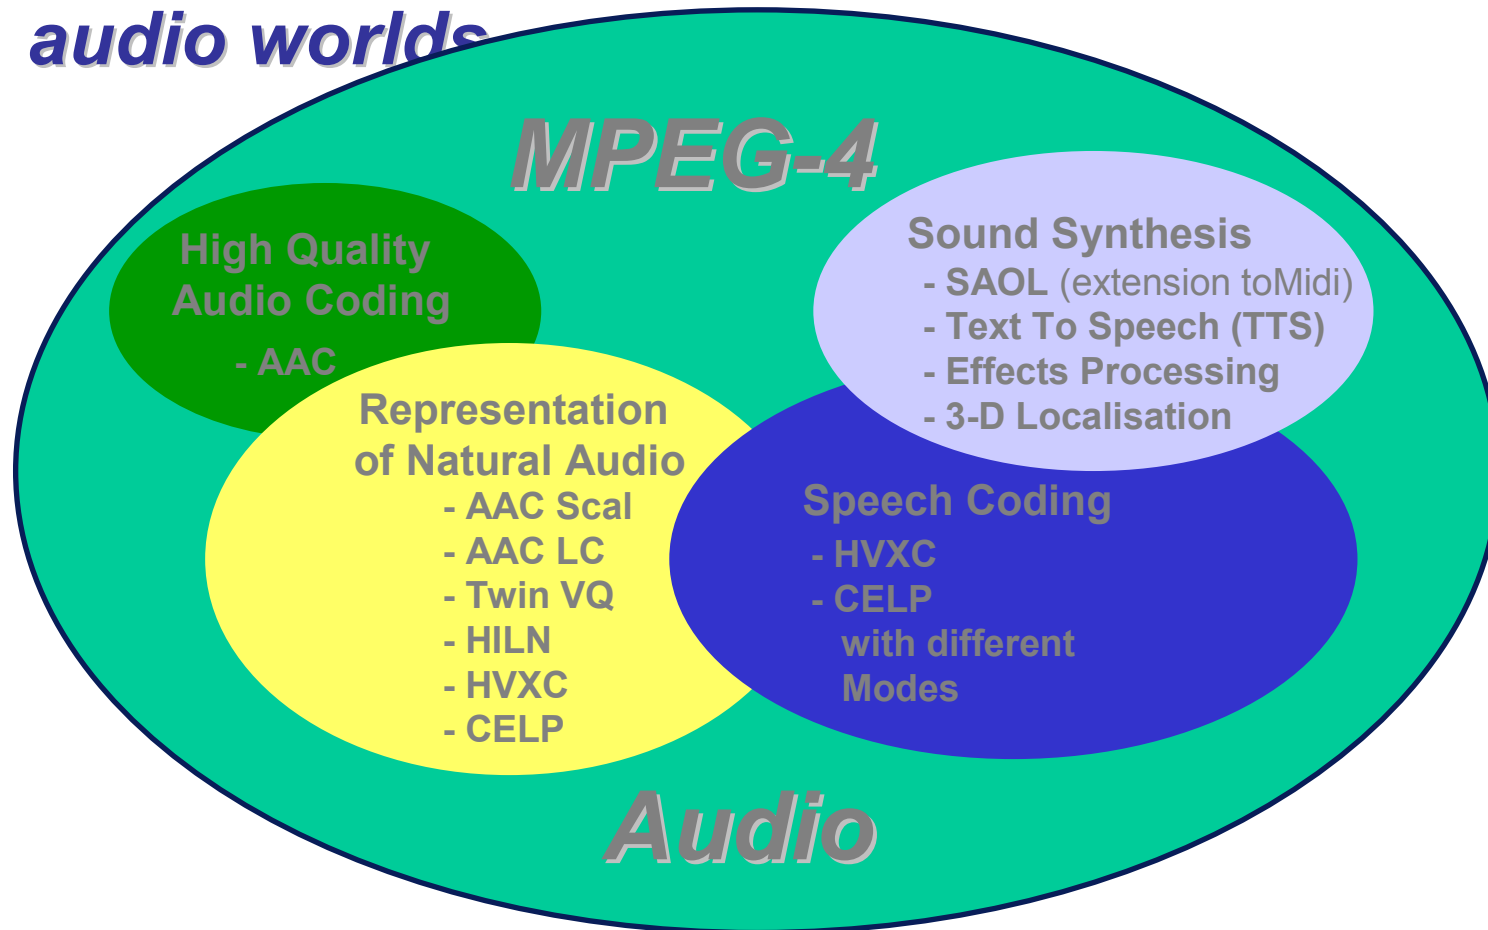 audio worlds
MPEG-4
High Quality
Audio Coding
- AAC
Sound Synthesis
- SAOL (extension toMidi)
- Text To Speech (TTS)
- Effects Processing
- 3-D Localisation
Representation
of Natural Audio
- AAC Scal
- AAC LC
- Twin VQ
- HILN
- HVXC
- CELP
Speech Coding
- HVXC
- CELP
with different
Modes
Audio